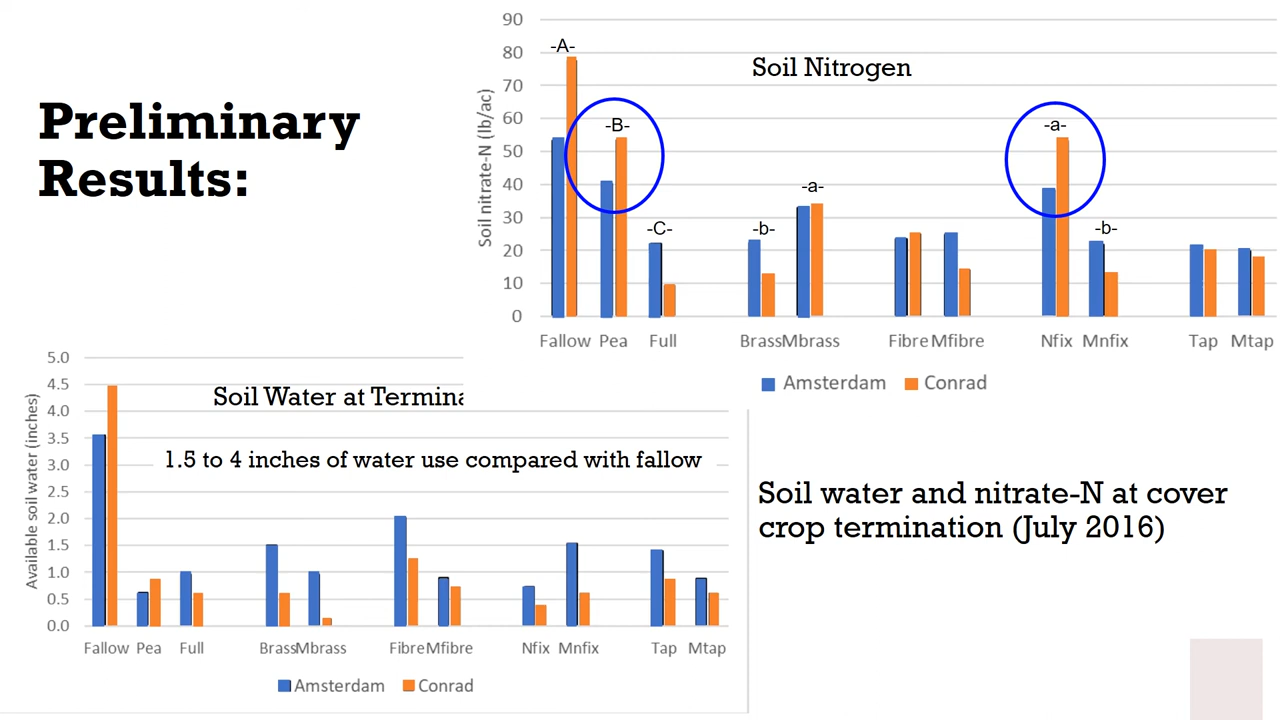 Preliminary
Results:
Soil Nitrogen
Soil nitrate-N (lb/ac)
90
80
70
60
50
40
30
20
10
0
-A-
-B-
-C-
-b-
-a-
-a-
-b-
Fallow Pea Full Brass Mbrass Fibre Mfibre Nfix Mnfix Tap Mtap
Amsterdam Conrad
Soil Water at Termina
1.5 to 4 inches of water use compared with fallow
Available soil water (inches)
5.0
4.5
4.0
3.5
3.0
2.5
2.0
1.5
1.0
0.5
0.0
Fallow Pea Full Brass Mbrass Fibre Mfibre Nfix Mnfix Tap Mtap
Amsterdam Conrad
Soil water and nitrate-N at cover
crop termination (July 2016)